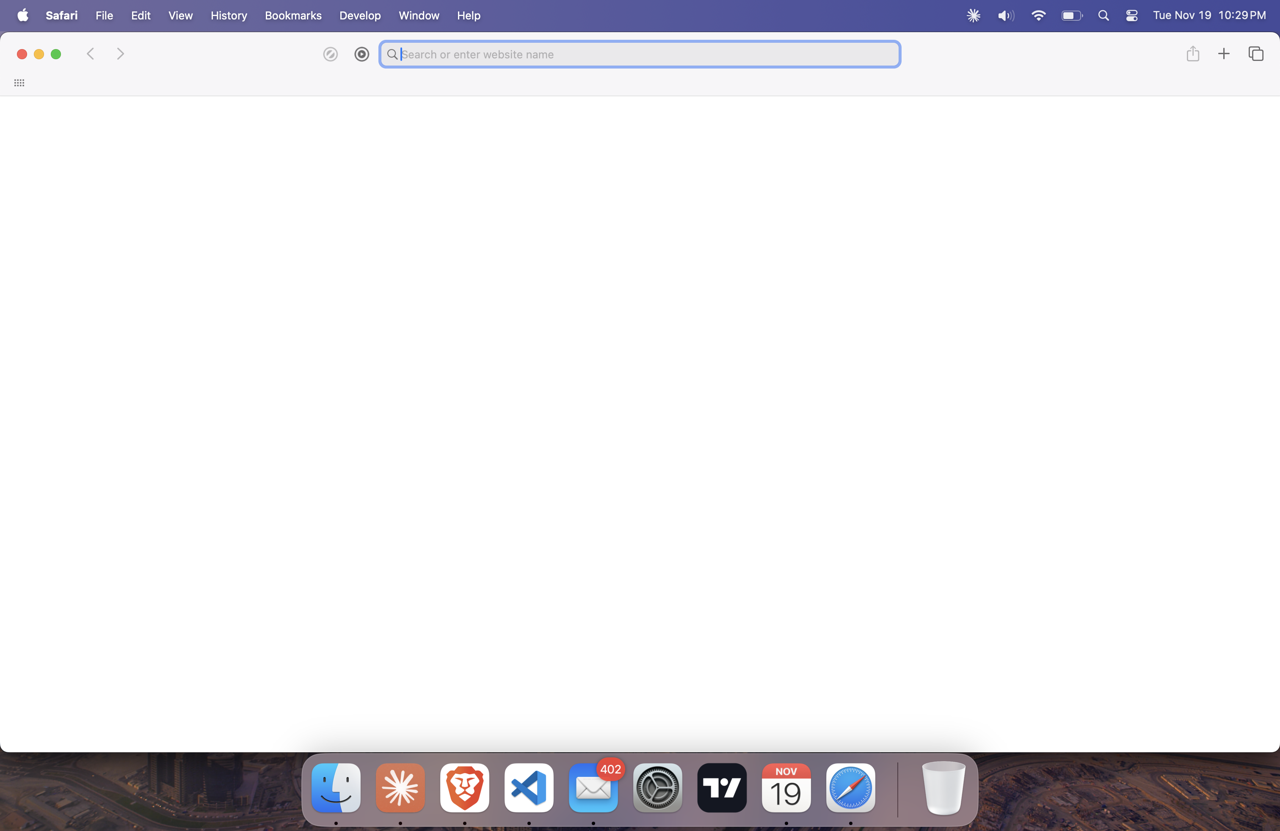 Safari File Edit View History Bookmarks Develop Window Help Tue Nov 19 10:29 PM
Search or enter website name
402
NOV
19